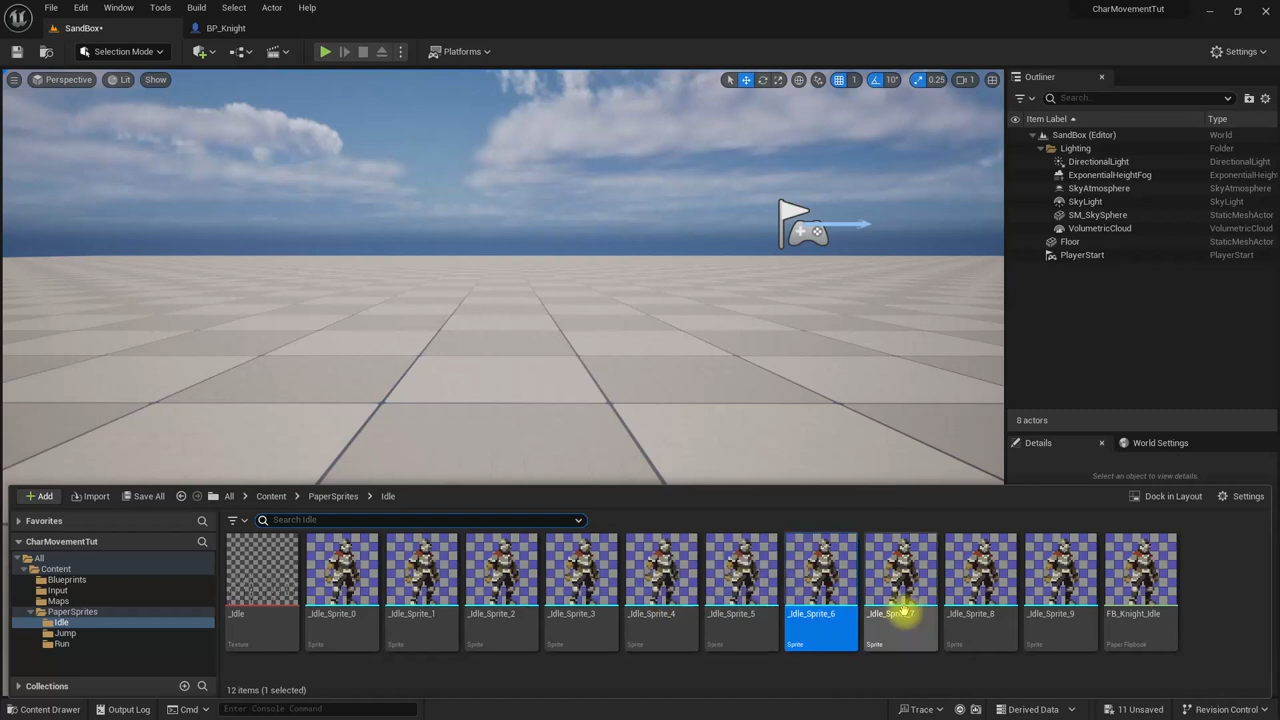 File Edit Window Tools Build Select Actor Help
CharMovementTut
SandBox*
BP_Knight
Selection Mode
Platforms
Settings
Perspective
Lit
Show
1
10°
0.25
1
Outliner
Search...
Item Label
Type
SandBox (Editor) World
Lighting Folder
DirectionalLight DirectionalLight
ExponentialHeightFog ExponentialHeight
SkyAtmosphere SkyAtmosphere
SkyLight SkyLight
SM_SkySphere StaticMeshActor
VolumetricCloud VolumetricCloud
Floor StaticMeshActor
PlayerStart PlayerStart
8 actors
Details
World Settings
Select an object to view details.
Add Import Save All All Content PaperSprites Idle
Dock in Layout Settings
Favorites
Search Idle
CharMovementTut
All
Content
Blueprints
Input
Maps
PaperSprites
Idle
Jump
Run
Collections
_Idle
Texture
_Idle_Sprite_0
Sprite
_Idle_Sprite_1
Sprite
_Idle_Sprite_2
Sprite
_Idle_Sprite_3
Sprite
_Idle_Sprite_4
Sprite
_Idle_Sprite_5
Sprite
_Idle_Sprite_6
Sprite
_Idle_Sprite_7
Sprite
_Idle_Sprite_8
Sprite
_Idle_Sprite_9
Sprite
FB_Knight_Idle
Paper Flipbook
12 items (1 selected)
Content Drawer
Output Log
Cmd
Enter Console Command
Trace
Derived Data
11 Unsaved
Revision Control